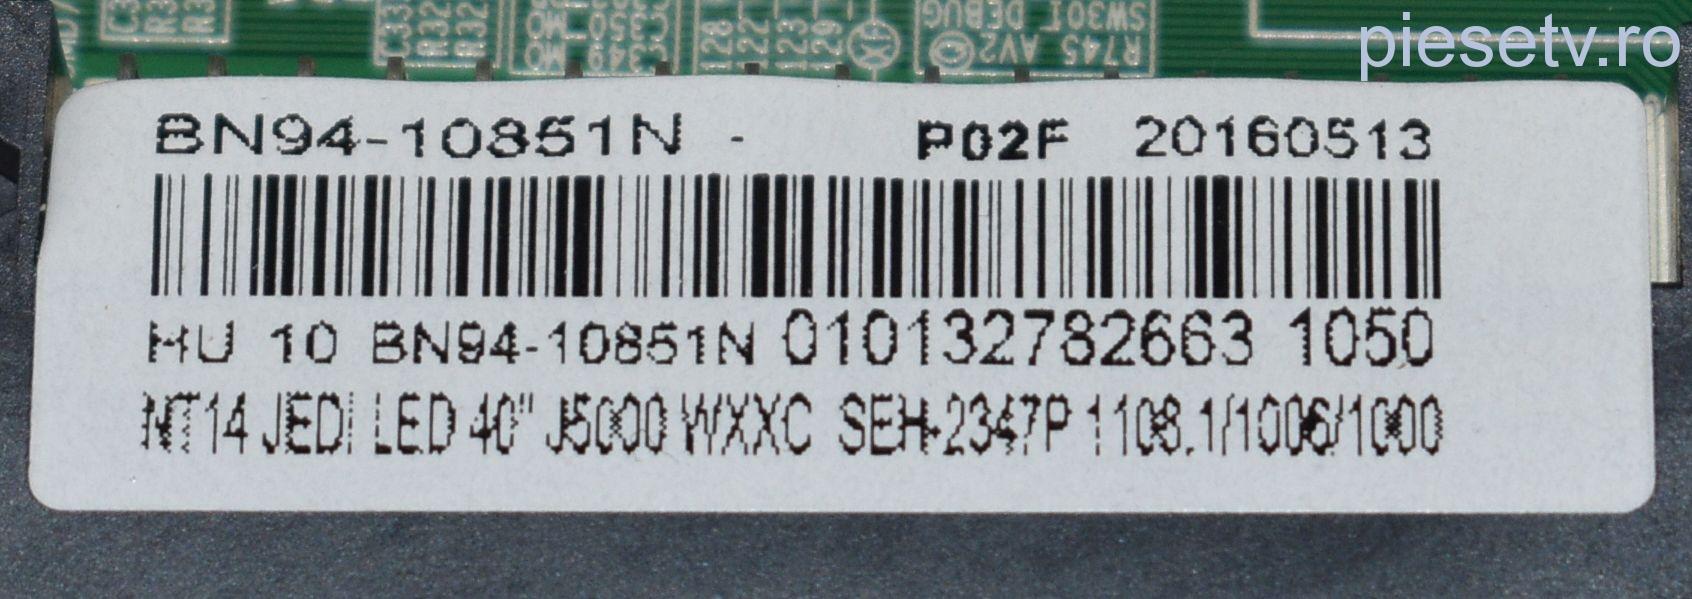 piesetv.ro
BN94-10851N - P02F 20160513
HU 10 BN94-10851N 010132782663 1050
NT14 JEDI LED 40" J5000 WXXC SEH-2347P 1108.1/1006/1000
R745 AV2
SW301 DEBUG